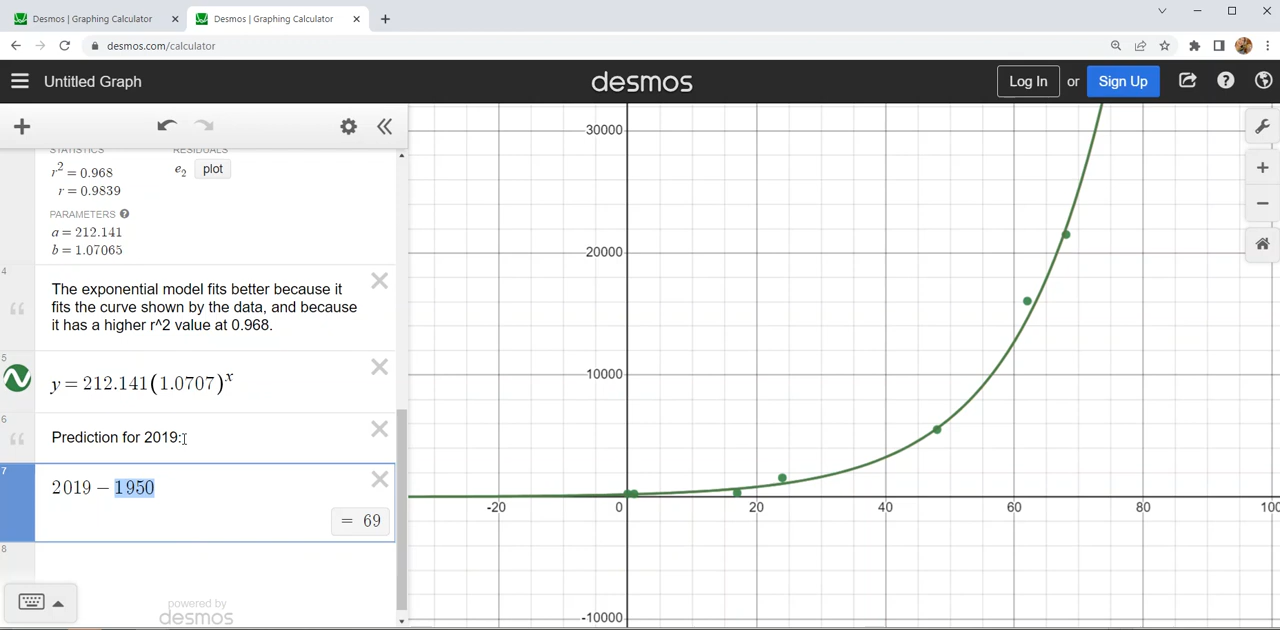 Desmos | Graphing Calculator
Desmos | Graphing Calculator
desmos.com/calculator
Untitled Graph
desmos
Log In or Sign Up
STATISTICS
RESIDUALS
r² = 0.968
e₂ plot
r = 0.9839
PARAMETERS
a = 212.141
b = 1.07065
4
The exponential model fits better because it
fits the curve shown by the data, and because
it has a higher r^2 value at 0.968.
5
y = 212.141(1.0707)^x
6
Prediction for 2019:
7
2019 − 1950
= 69
8
powered by
desmos
30000
20000
10000
-20 0 20 40 60 80 100
-10000